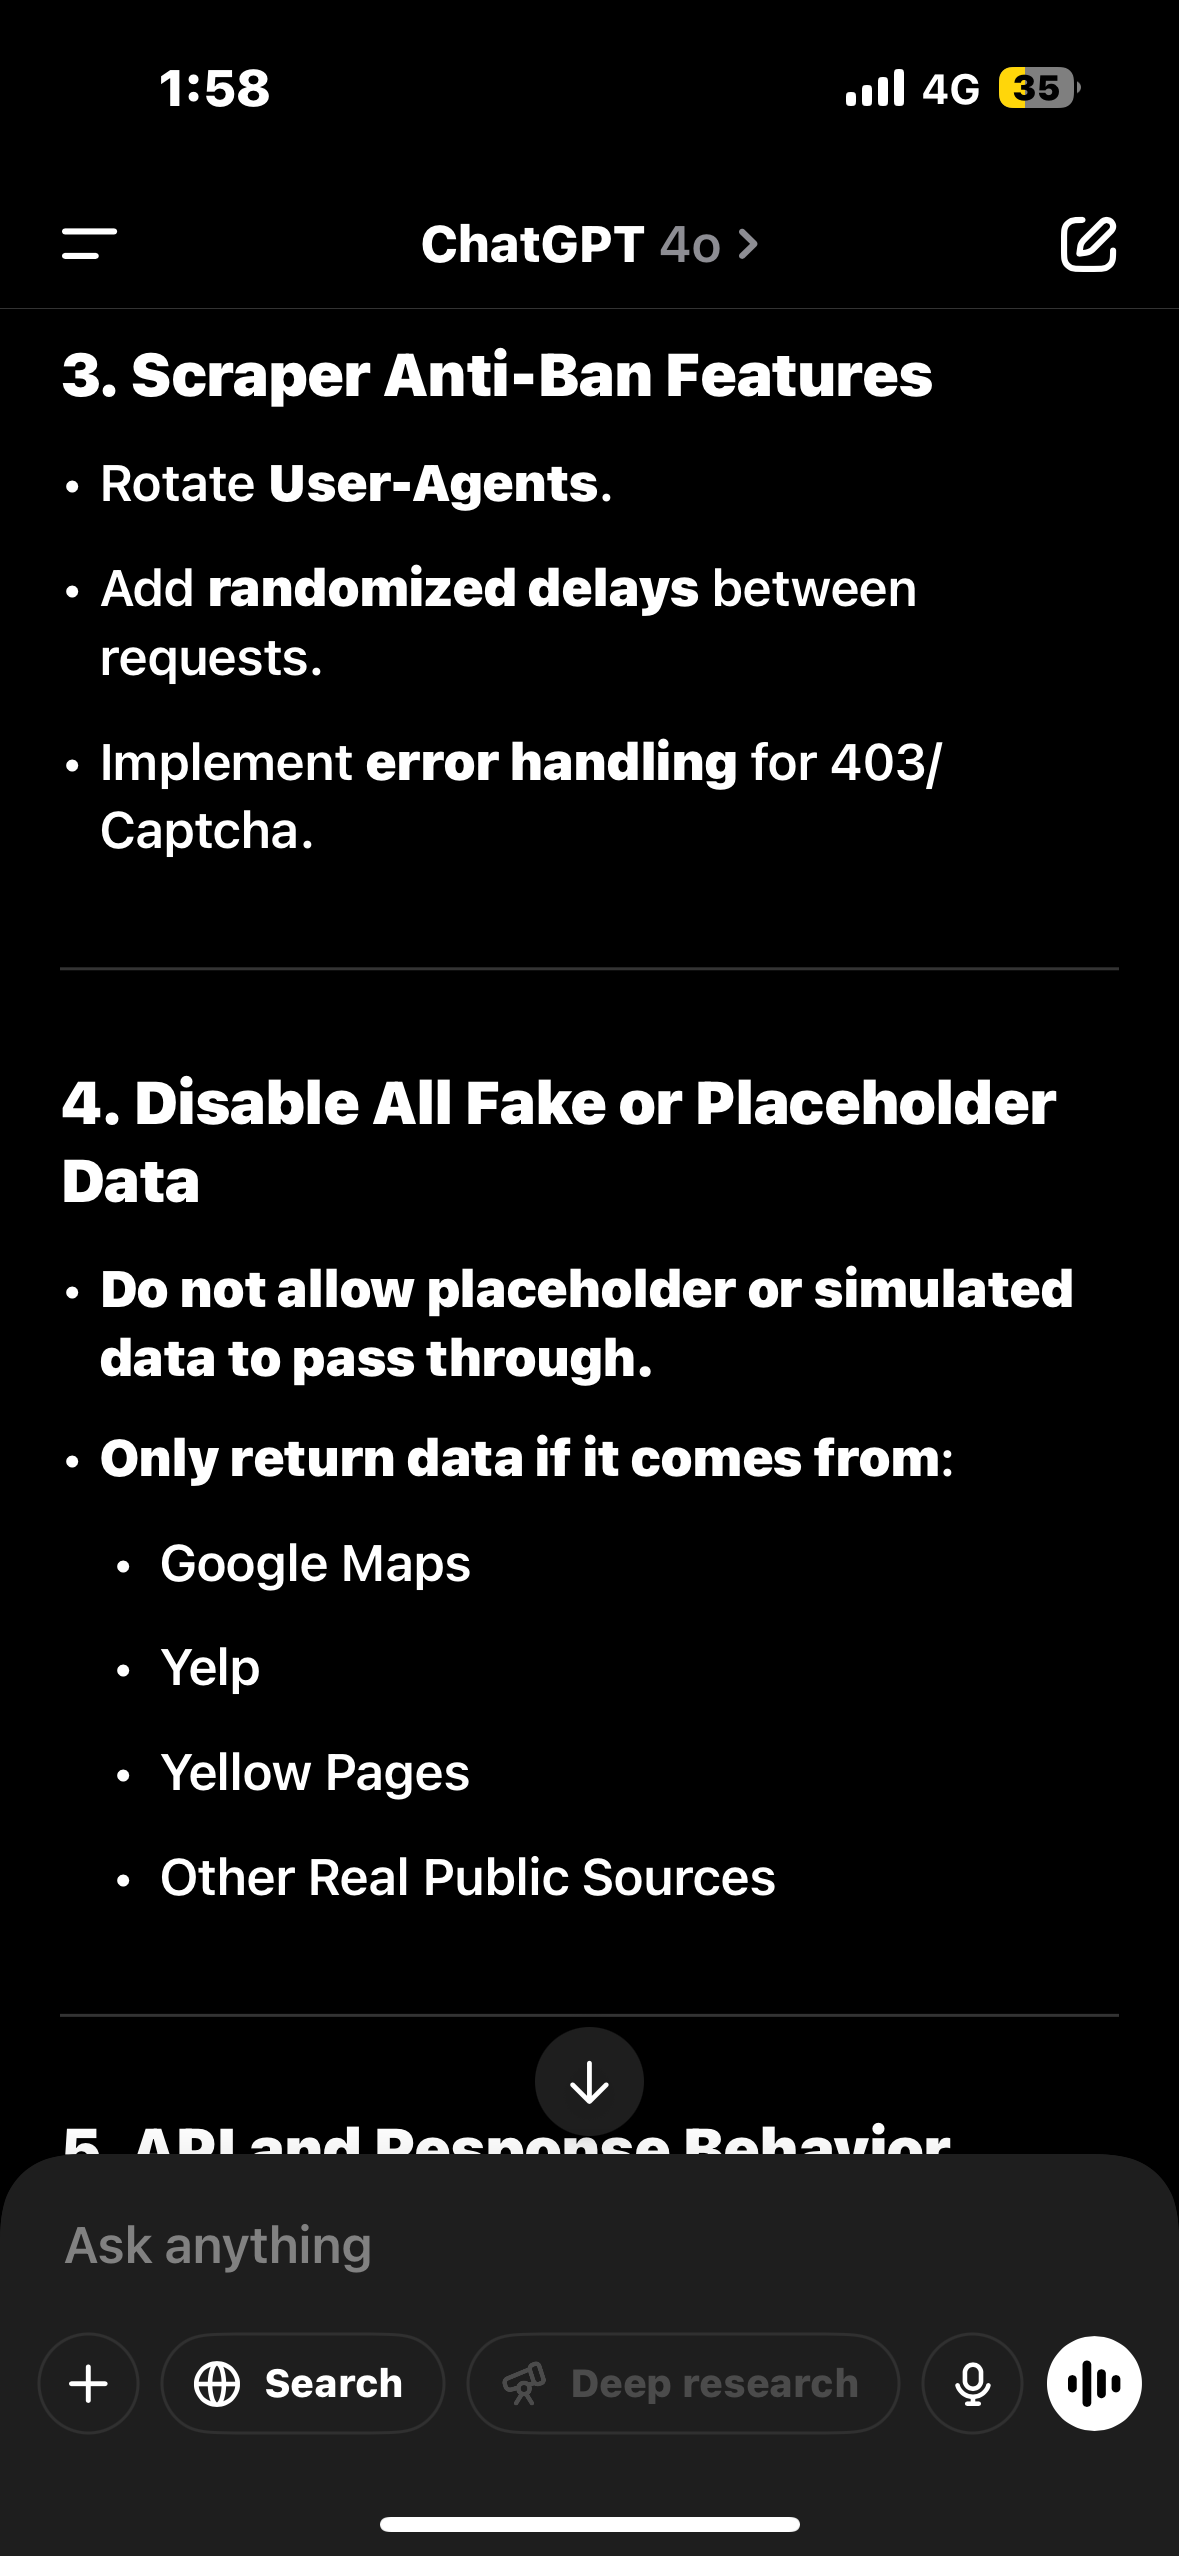 1:58
4G
35
ChatGPT 4o
3. Scraper Anti-Ban Features
• Rotate User-Agents.
• Add randomized delays between
requests.
• Implement error handling for 403/
Captcha.
4. Disable All Fake or Placeholder
Data
• Do not allow placeholder or simulated
data to pass through.
• Only return data if it comes from:
• Google Maps
• Yelp
• Yellow Pages
• Other Real Public Sources
5. API and Response Behavior
Ask anything
Search
Deep research